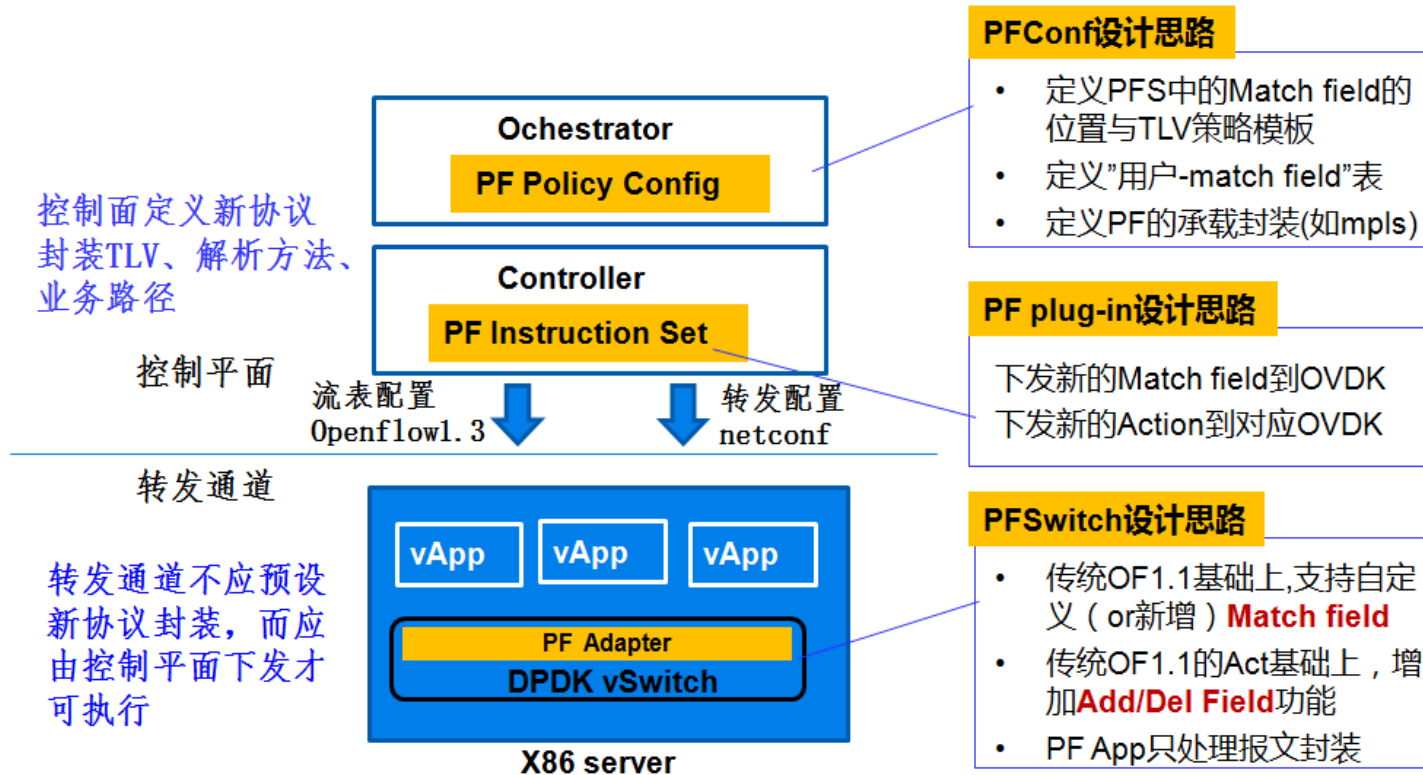 Ochestrator
PF Policy Config
控制面定义新协议
封装TLV、解析方法、
业务路径
Controller
PF Instruction Set
控制平面
流表配置
Openflow1.3
转发配置
netconf
转发通道
转发通道不应预设
新协议封装，而应
由控制平面下发才
可执行
vApp
vApp
vApp
PF Adapter
DPDK vSwitch
X86 server
PFConf设计思路
• 定义PFS中的Match field的
位置与TLV策略模板
• 定义”用户-match field”表
• 定义PF的承载封装(如mpls)
PF plug-in设计思路
下发新的Match field到OVDK
下发新的Action到对应OVDK
PFSwitch设计思路
• 传统OF1.1基础上,支持自定
义（or新增）Match field
• 传统OF1.1的Act基础上，增
加Add/Del Field功能
• PF App只处理报文封装